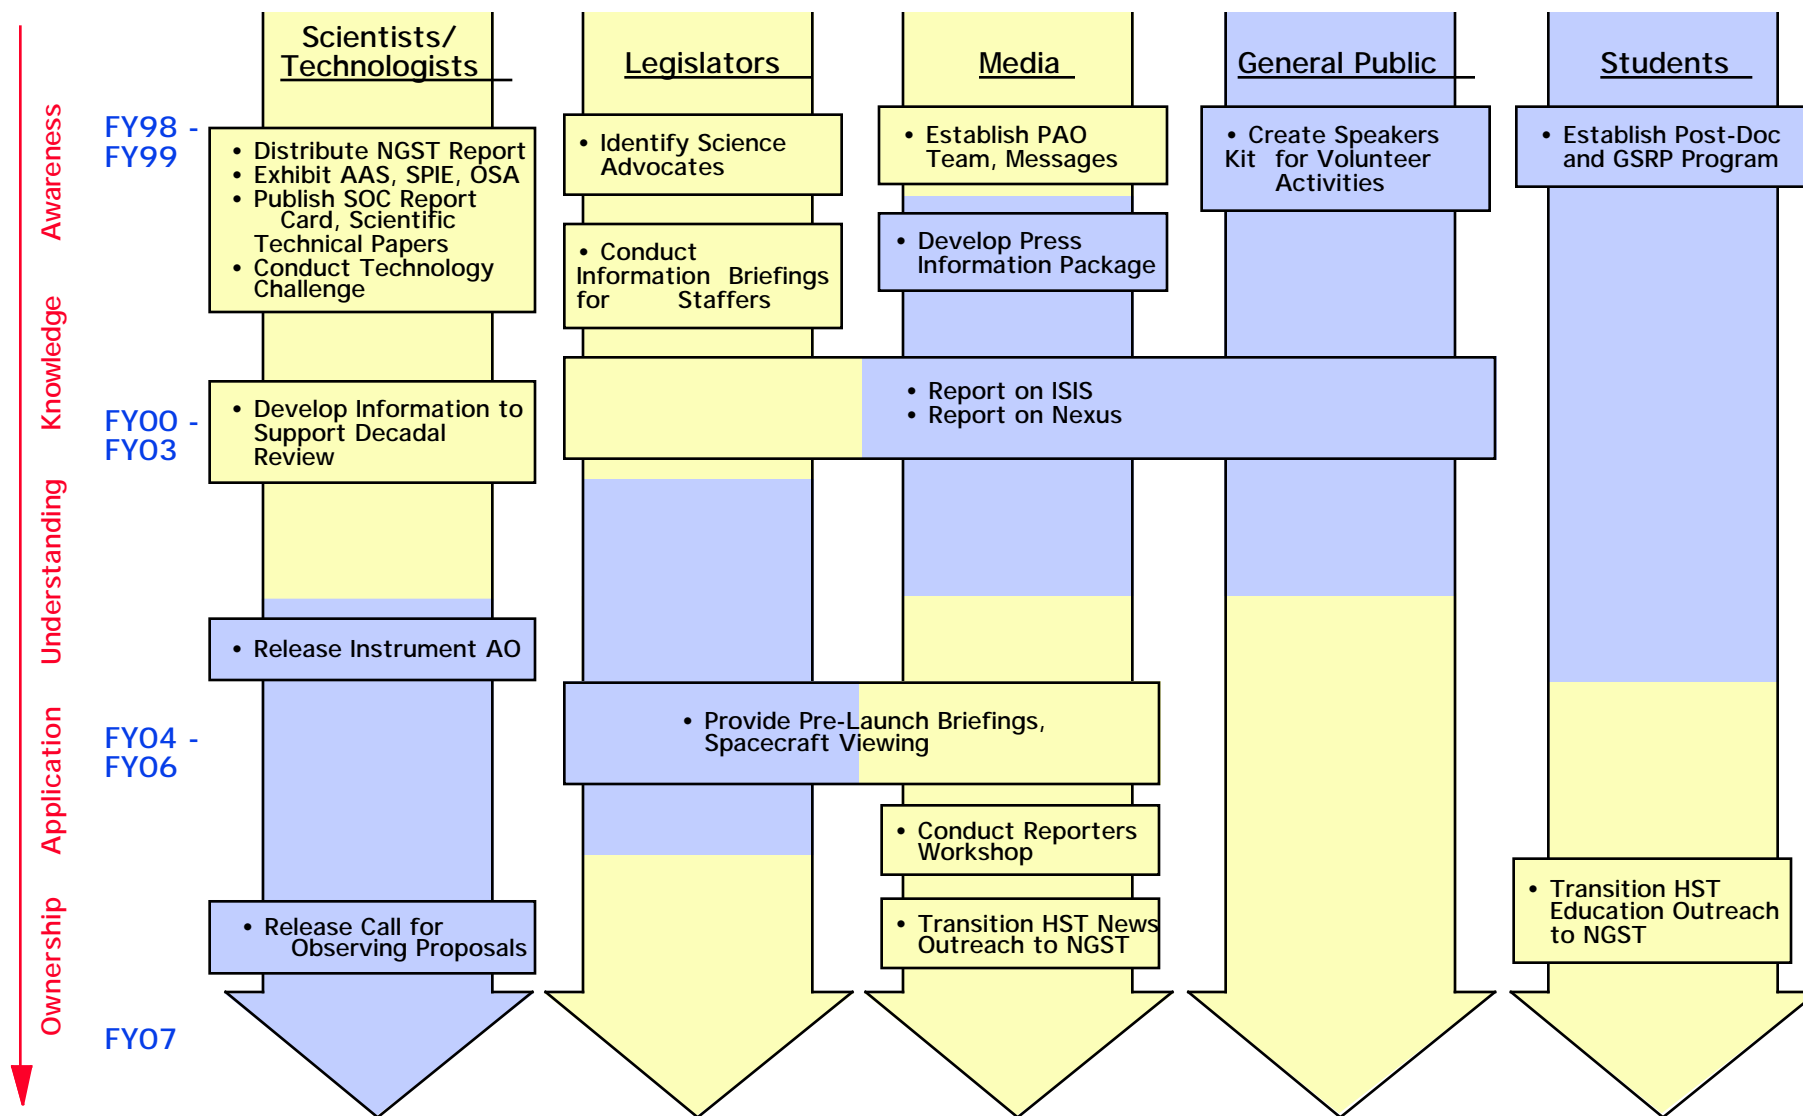 Scientists/
Technologists
Legislators
Media
General Public
Students
Awareness
Knowledge
Understanding
Application
Ownership
FY98 -
FY99
FY00 -
FY03
FY04 -
FY06
FY07
• Distribute NGST Report
• Exhibit AAS, SPIE, OSA
• Publish SOC Report
Card, Scientific
Technical Papers
• Conduct Technology
Challenge
• Develop Information to
Support Decadal
Review
• Release Instrument AO
• Release Call for
Observing Proposals
• Identify Science
Advocates
• Conduct
Information Briefings
for Staffers
• Establish PAO
Team, Messages
• Develop Press
Information Package
• Report on ISIS
• Report on Nexus
• Provide Pre-Launch Briefings,
Spacecraft Viewing
• Conduct Reporters
Workshop
• Transition HST News
Outreach to NGST
• Create Speakers
Kit for Volunteer
Activities
• Establish Post-Doc
and GSRP Program
• Transition HST
Education Outreach
to NGST